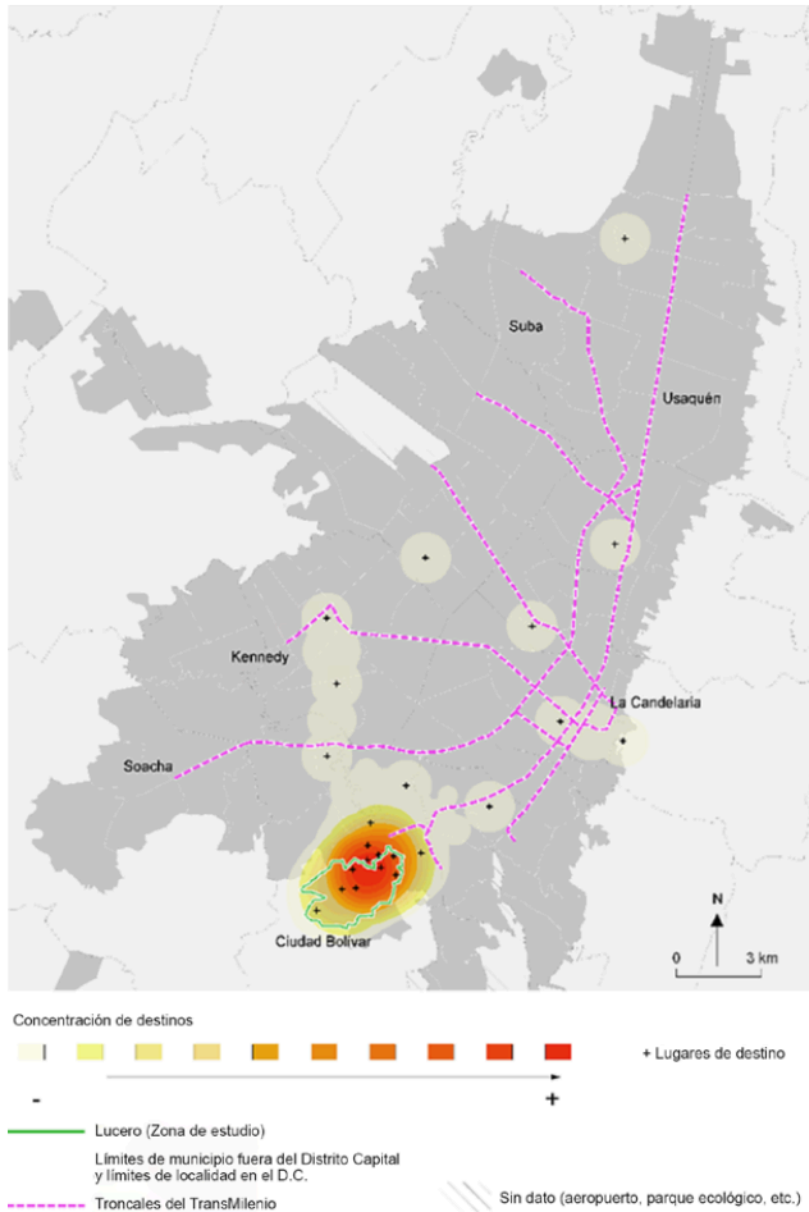 Suba
Usaquén
Kennedy
La Candelaria
Soacha
Ciudad Bolívar
N
0 3 km
Concentración de destinos
+ Lugares de destino
- +
Lucero (Zona de estudio)
Límites de municipio fuera del Distrito Capital
y límites de localidad en el D.C.
Troncales del TransMilenio
Sin dato (aeropuerto, parque ecológico, etc.)